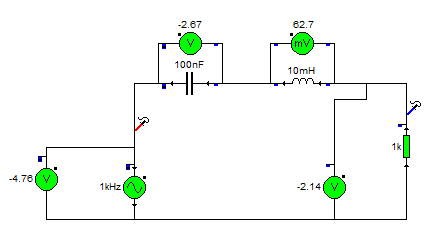 -2.67
62.7
V
mV
100nF
10mH
1k
-4.76
V
1kHz
-2.14
V